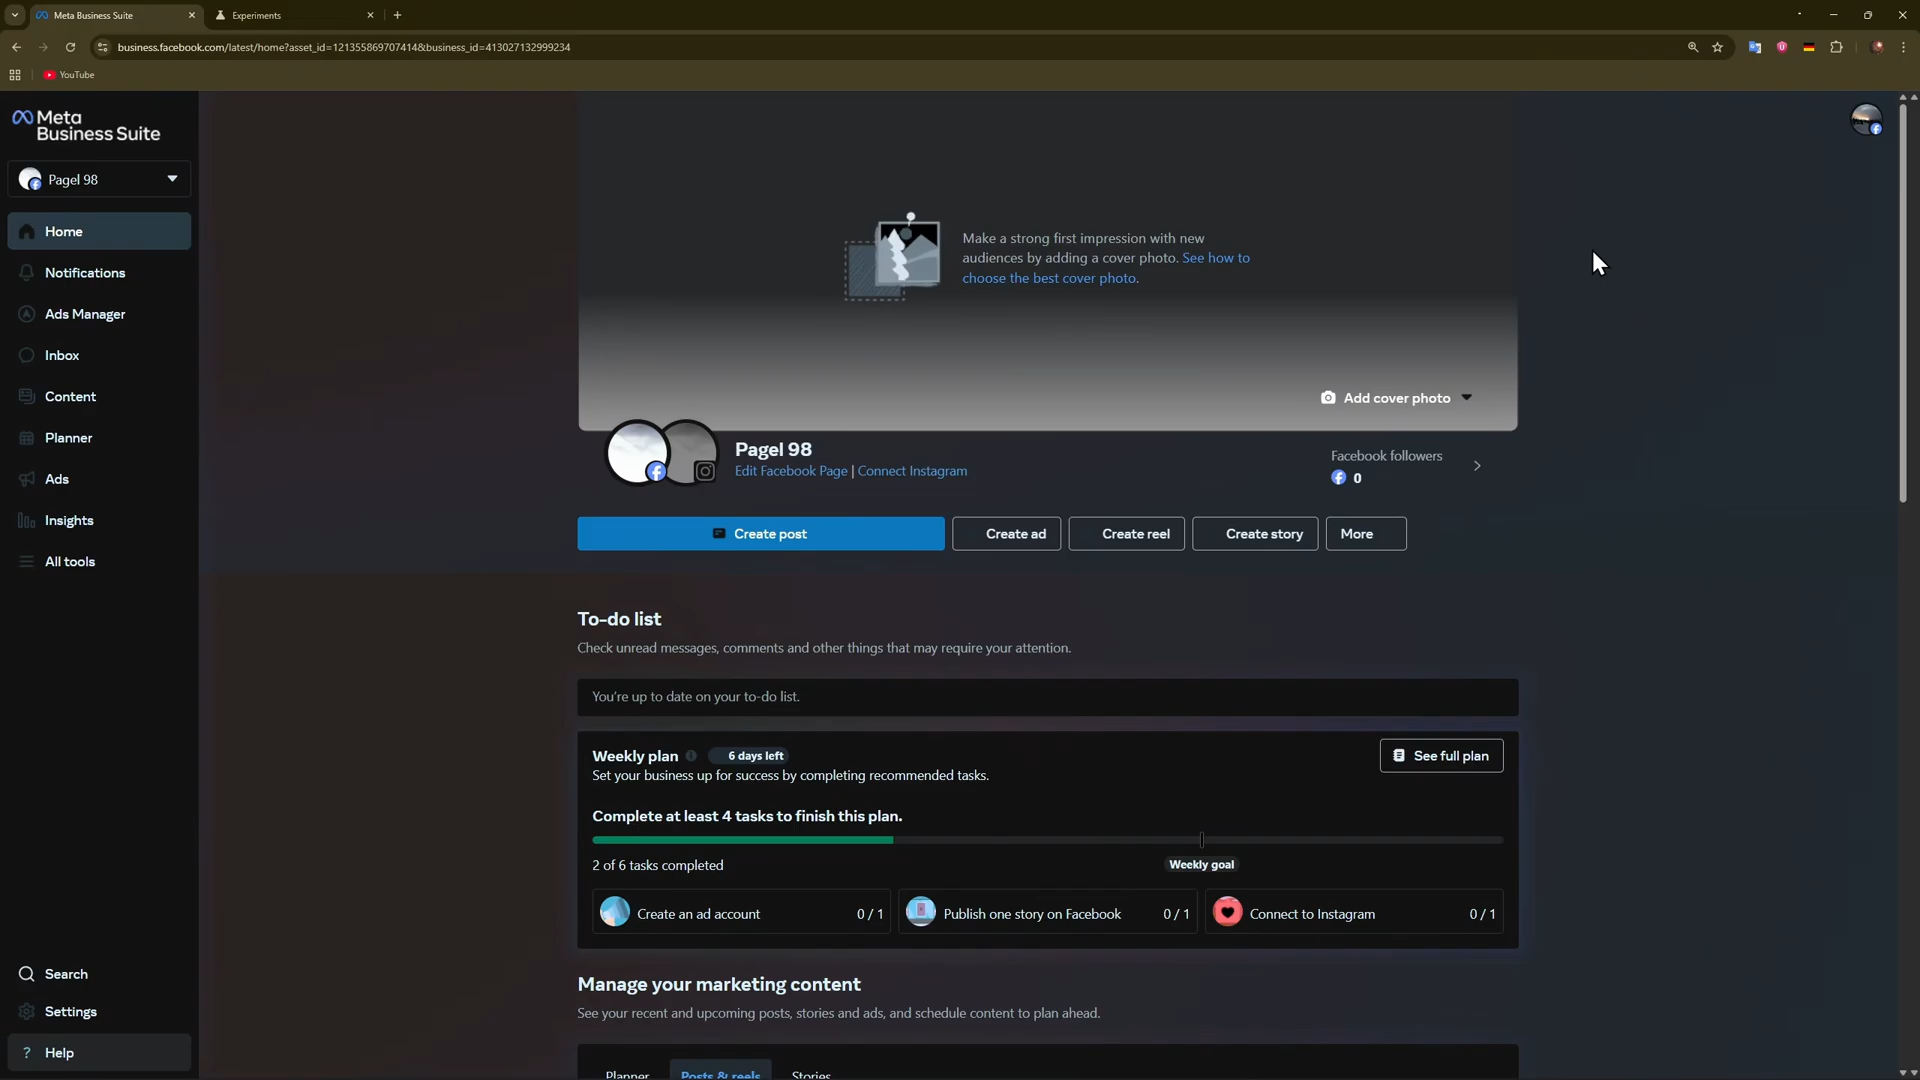 Meta Business Suite
Experiments
business.facebook.com/latest/home?asset_id=121355869707414&business_id=413027132999234
YouTube
Meta
Business Suite
Pagel 98
Home
Notifications
Ads Manager
Inbox
Content
Planner
Ads
Insights
All tools
Search
Settings
? Help
Make a strong first impression with new
audiences by adding a cover photo. See how to
choose the best cover photo.
Add cover photo
Pagel 98
Edit Facebook Page | Connect Instagram
Facebook followers
0
Create post
Create ad
Create reel
Create story
More
To-do list
Check unread messages, comments and other things that may require your attention.
You're up to date on your to-do list.
Weekly plan
6 days left
See full plan
Set your business up for success by completing recommended tasks.
Complete at least 4 tasks to finish this plan.
2 of 6 tasks completed
Weekly goal
Create an ad account 0 / 1
Publish one story on Facebook 0 / 1
Connect to Instagram 0 / 1
Manage your marketing content
See your recent and upcoming posts, stories and ads, and schedule content to plan ahead.
Planner
Posts & reels
Stories